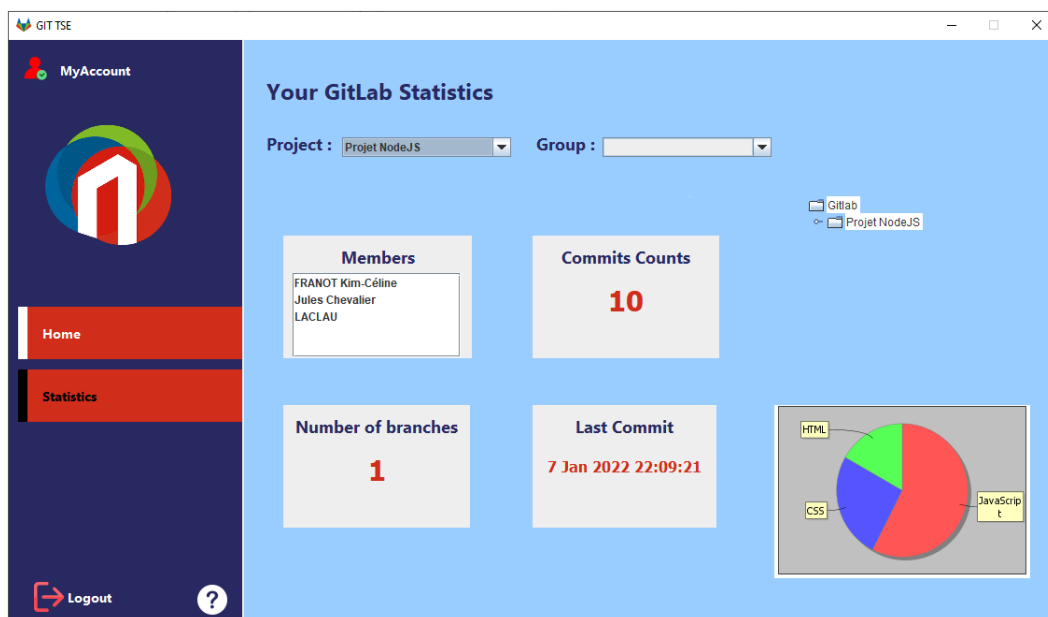 GIT TSE
MyAccount
Your GitLab Statistics
Project : Projet NodeJS Group :
Gitlab
Projet NodeJS
Members
FRANOT Kim-Céline
Jules Chevalier
LACLAU
Commits Counts
10
Home
Statistics
Number of branches
1
Last Commit
7 Jan 2022 22:09:21
HTML
CSS
JavaScrip
t
Logout
?